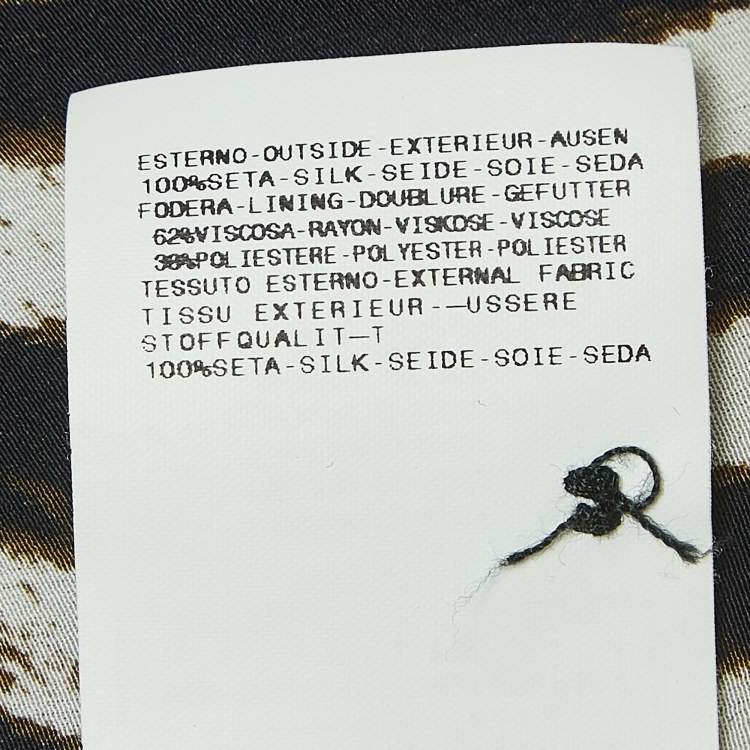 ESTERNO-OUTSIDE-EXTERIEUR-AUSEN
100%SETA-SILK-SEIDE-SOIE-SEDA
FODERA-LINING-DOUBLURE-GEFUTTER
62%VISCOSA-RAYON-VISKOSE-VISCOSE
38%POLIESTERE-POLYESTER-POLIESTER
TESSUTO ESTERNO-EXTERNAL FABRIC
TISSU EXTERIEUR-—USSERE
STOFFQUALIT—T
100%SETA-SILK-SEIDE-SOIE-SEDA